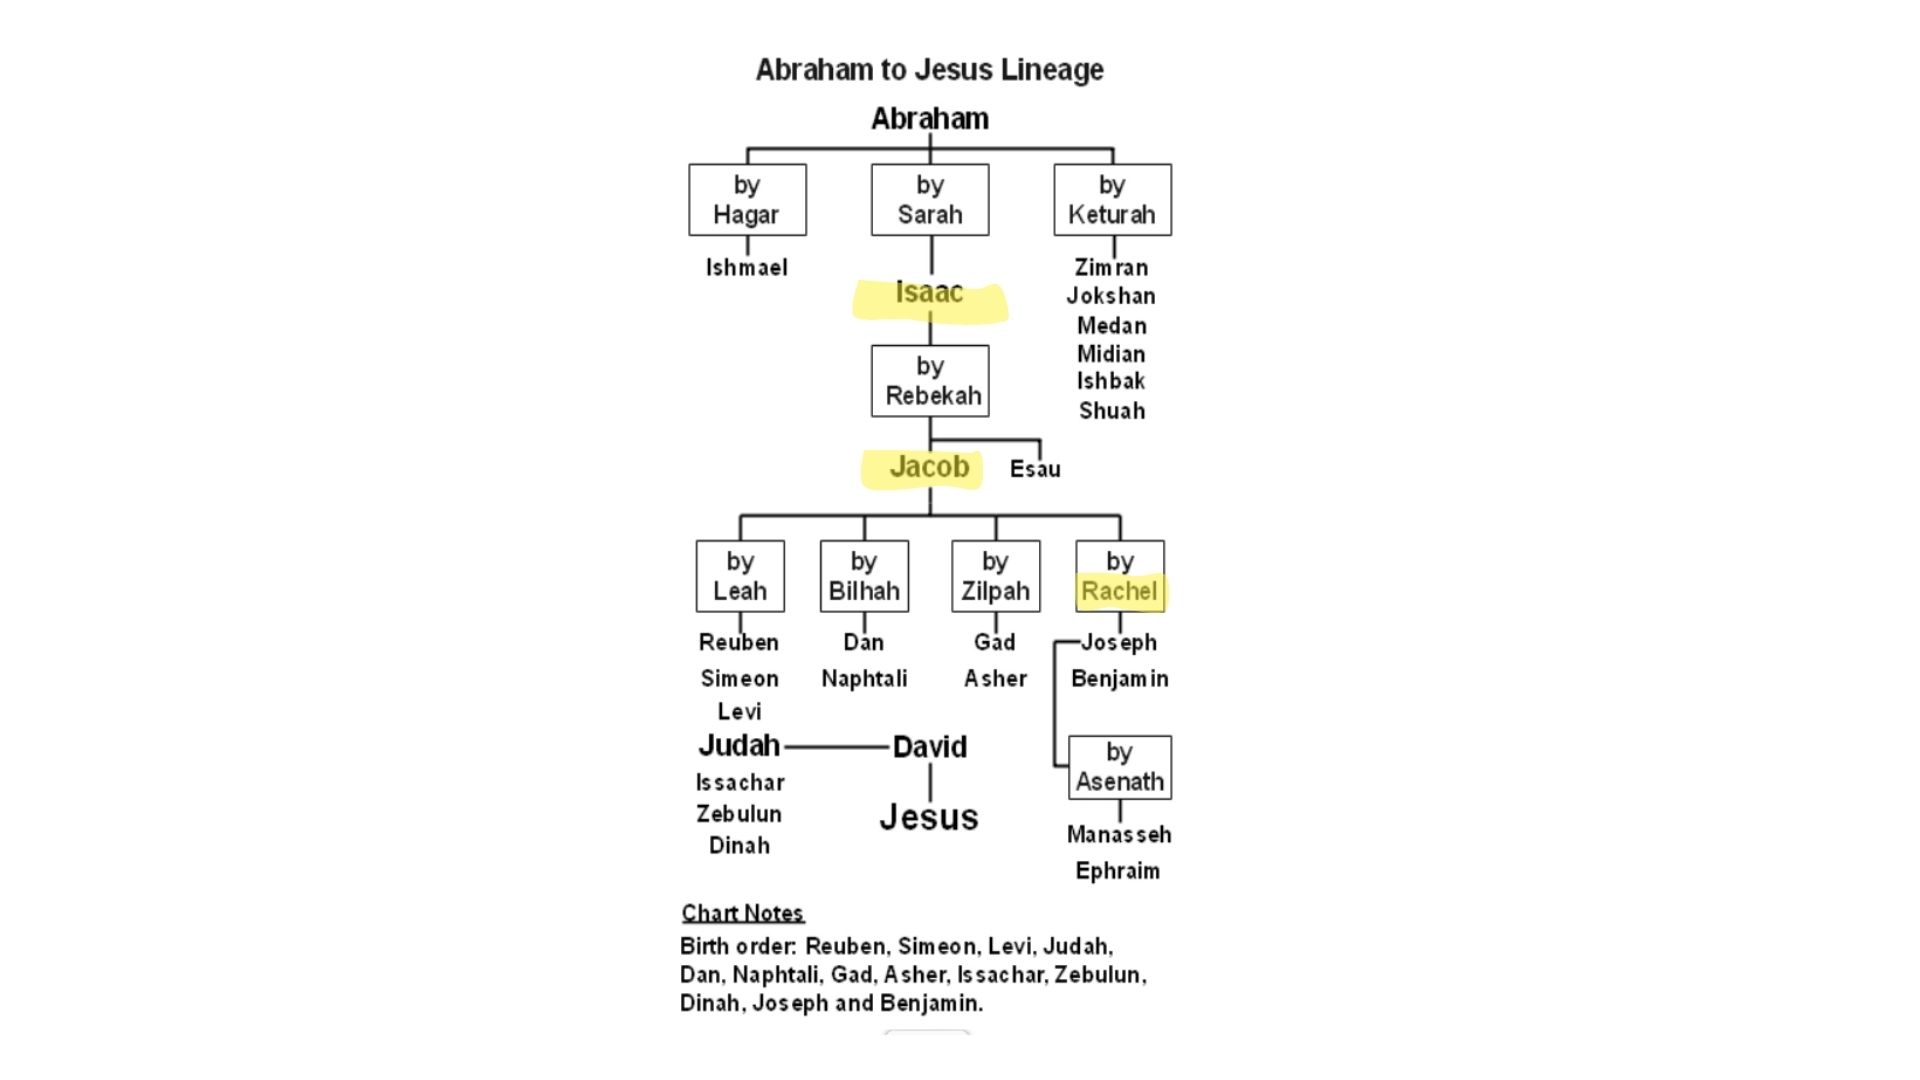 Abraham to Jesus Lineage
Abraham
by
Hagar
by
Sarah
by
Keturah
Ishmael
Isaac
Zimran
Jokshan
Medan
Midian
Ishbak
Shuah
by
Rebekah
Jacob
Esau
by
Leah
by
Bilhah
by
Zilpah
by
Rachel
Reuben
Simeon
Levi
Judah
Issachar
Zebulun
Dinah
Dan
Naphtali
Gad
Asher
Joseph
Benjamin
David
Jesus
by
Asenath
Manasseh
Ephraim
Chart Notes
Birth order: Reuben, Simeon, Levi, Judah,
Dan, Naphtali, Gad, Asher, Issachar, Zebulun,
Dinah, Joseph and Benjamin.